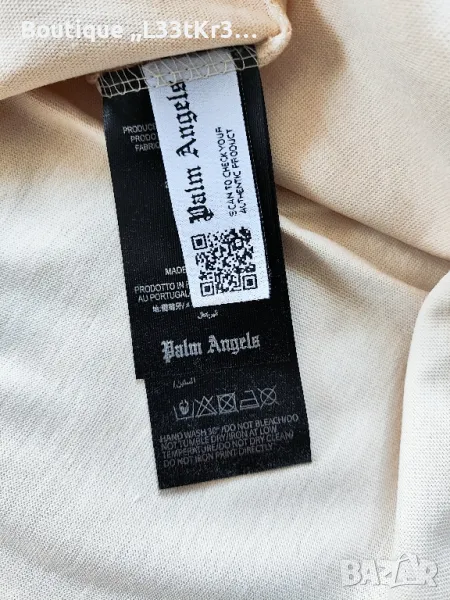 Boutique „L33tKr3...
PRODUC
PRODO
FABRI
Palm Angels
SCAN TO CHECK YOUR
AUTHENTIC PRODUCT
MADE
PRODOTTO IN
AU PORTUGAL
Palm Angels
HAND WASH 30° /DO NOT BLEACH/DO
NOT TUMBLE DRY/IRON AT LOW
TEMPERATURE/DO NOT DRY CLEAN/
DO NOT IRON PRINT DIRECTLY
BAZAR